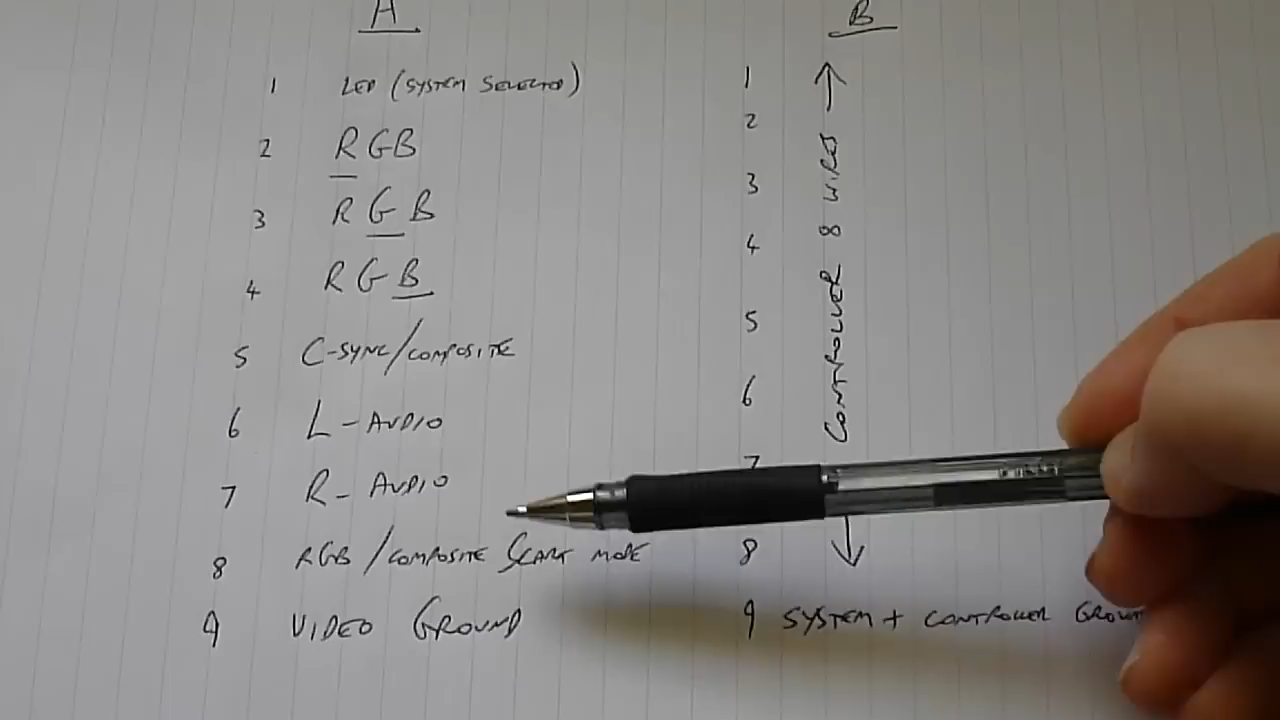 A
1 LED (SYSTEM SELECTED)
2 RGB
3 RGB
4 RGB
5 C-SYNC/COMPOSITE
6 L-AUDIO
7 R-AUDIO
8 RGB/COMPOSITE SCART MODE
9 VIDEO GROUND
B
1
2
3
4
5
6
7
8
CONTROLLER 8 WIRES
9 SYSTEM + CONTROLLER